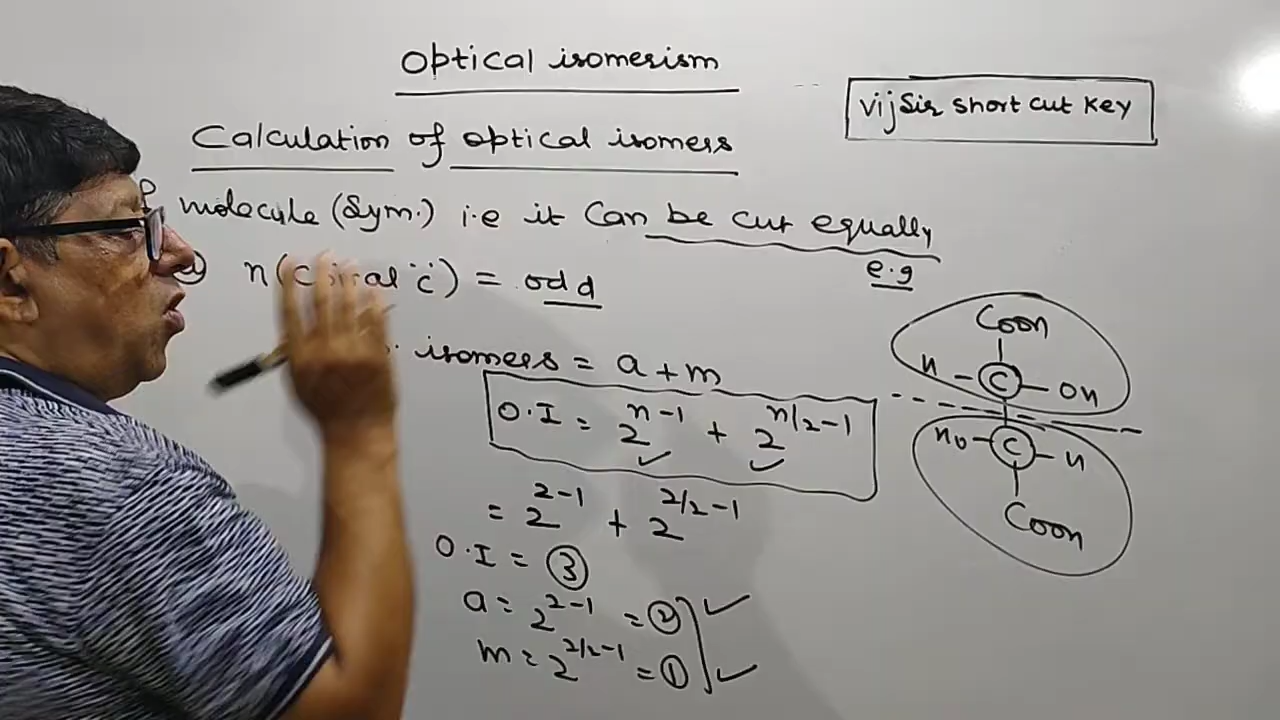 Optical isomerism
Vij Sir short cut key
Calculation of optical isomers
molecule (Sym.) i.e it can be cut equally
e.g
a n( C̈) = odd
isomers = a + m
O.I = 2^{n-1} + 2^{n/2-1}
= 2^{2-1} + 2^{2/2-1}
O.I = 3
a = 2^{2-1} = 2
m = 2^{2/2-1} = 1
COOH
H - C - OH
HO - C - H
COOH